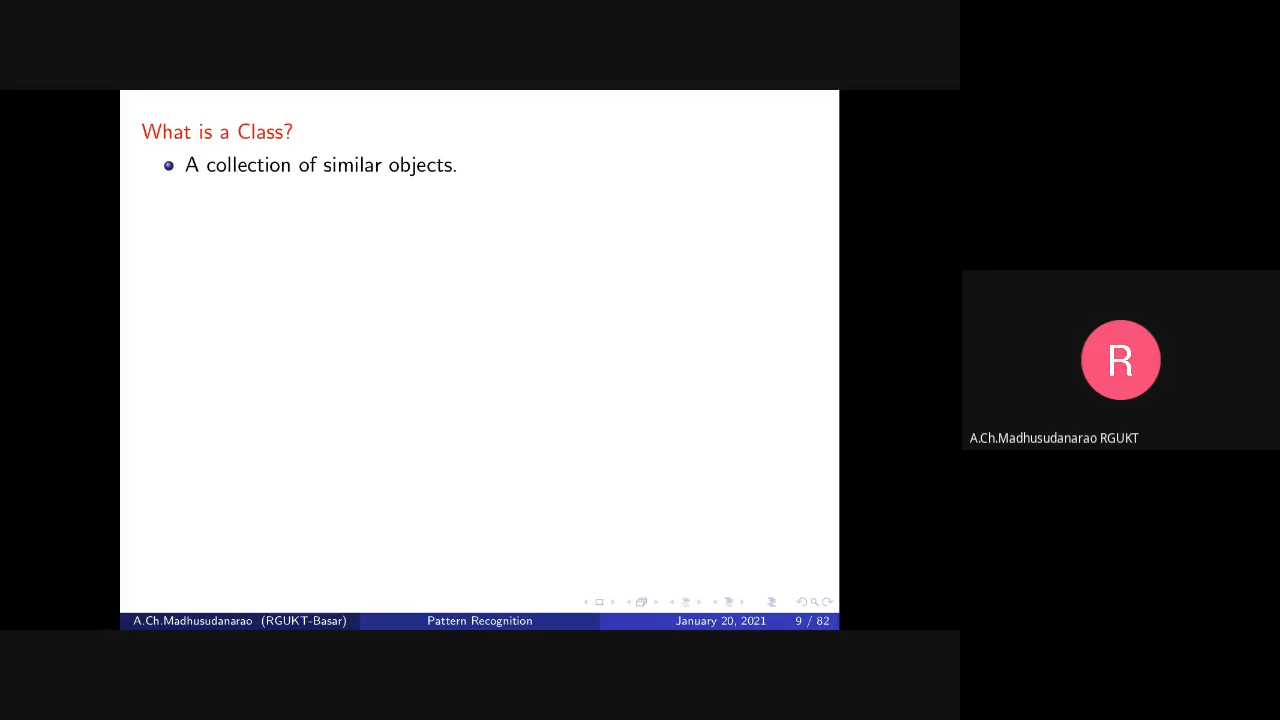 What is a Class?
A collection of similar objects.
R
A.Ch.Madhusudanarao RGUKT
A.Ch.Madhusudanarao (RGUKT-Basar) Pattern Recognition January 20, 2021 9 / 82